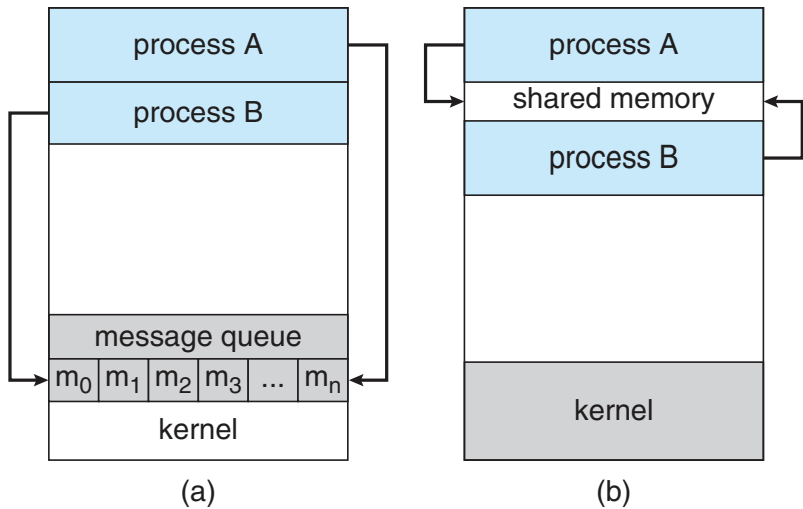 process A
process B
message queue
m0 m1 m2 m3 ... mn
kernel
(a)
process A
shared memory
process B
kernel
(b)